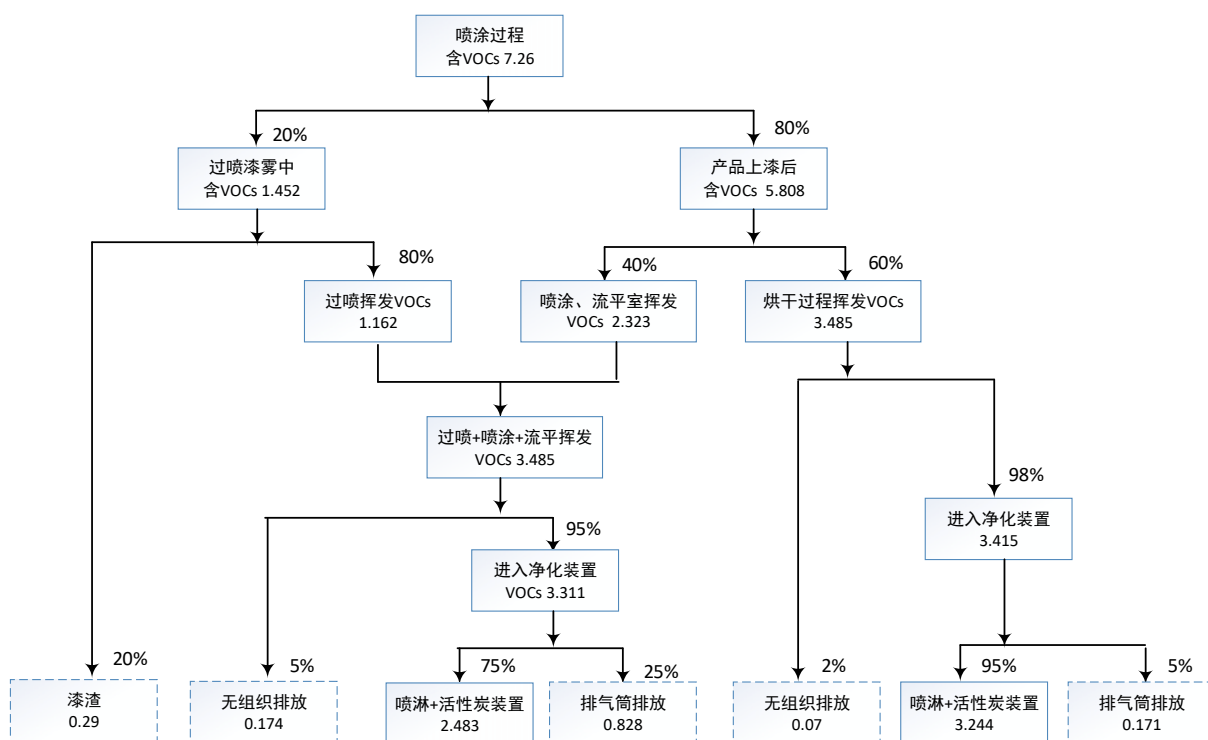 喷涂过程
含VOCs 7.26
20%
80%
过喷漆雾中
含VOCs 1.452
产品上漆后
含VOCs 5.808
80%
40%
60%
过喷挥发VOCs
1.162
喷涂、流平室挥发
VOCs 2.323
烘干过程挥发VOCs
3.485
过喷+喷涂+流平挥发
VOCs 3.485
98%
95%
进入净化装置
3.415
进入净化装置
VOCs 3.311
20%
5%
75%
25%
2%
95%
5%
漆渣
0.29
无组织排放
0.174
喷淋+活性炭装置
2.483
排气筒排放
0.828
无组织排放
0.07
喷淋+活性炭装置
3.244
排气筒排放
0.171